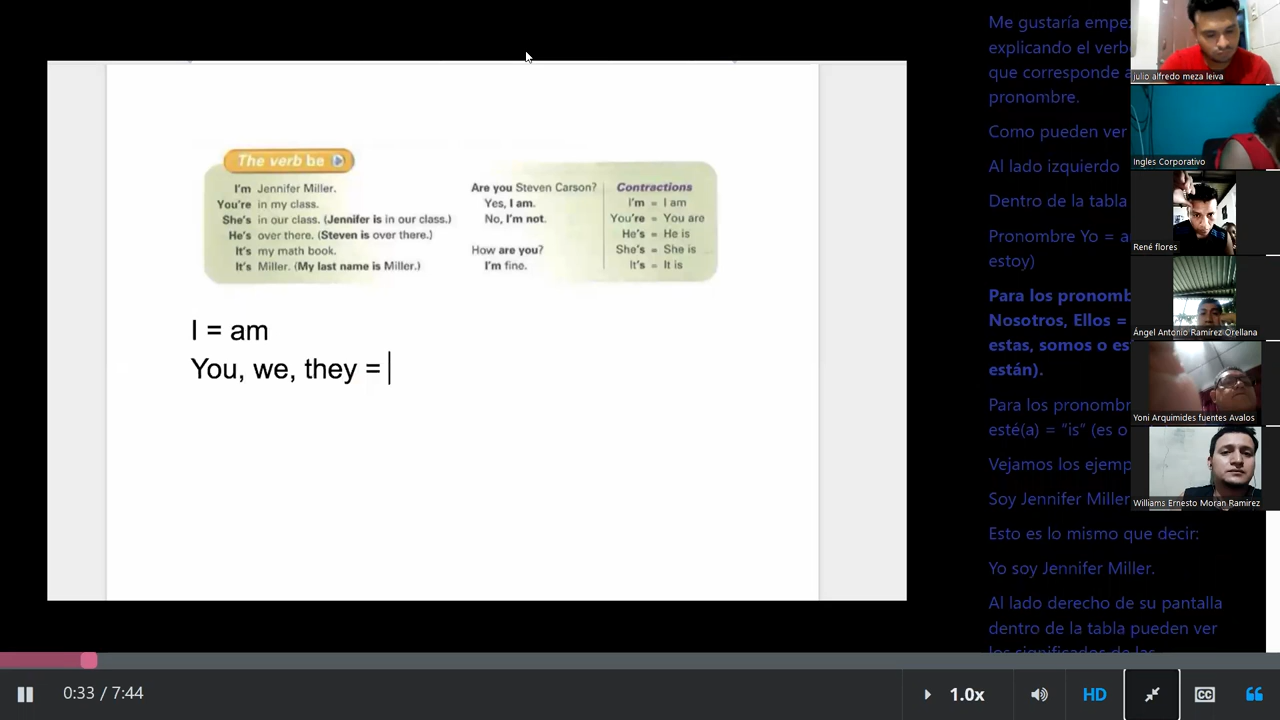 The verb be
I'm Jennifer Miller.
You're in my class.
She's in our class. (Jennifer is in our class.)
He's over there. (Steven is over there.)
It's my math book.
It's Miller. (My last name is Miller.)
Are you Steven Carson?
Yes, I am.
No, I'm not.
How are you?
I'm fine.
Contractions
I'm = I am
You're = You are
He's = He is
She's = She is
It's = It is
I = am
You, we, they =
Me gustaría
explicando el
que corresponde
pronombre.
Como pueden ver
Al lado izquierdo
Dentro de la tabla
Pronombre Yo =
estoy)
Para los
Nosotros, Ellos =
estas, somos o
están).
Para los
esté(a) = "is" (es o
Vejamos los
Soy Jennifer Miller
Esto es lo mismo que decir:
Yo soy Jennifer Miller.
Al lado derecho de su pantalla
dentro de la tabla pueden ver
los significados de las
julio alfredo meza leiva
Ingles Corporativo
René flores
Ángel Antonio Ramírez Orellana
Yoni Arquimides fuentes Avalos
Williams Ernesto Moran Ramirez
0:33 / 7:44
1.0x
HD
CC